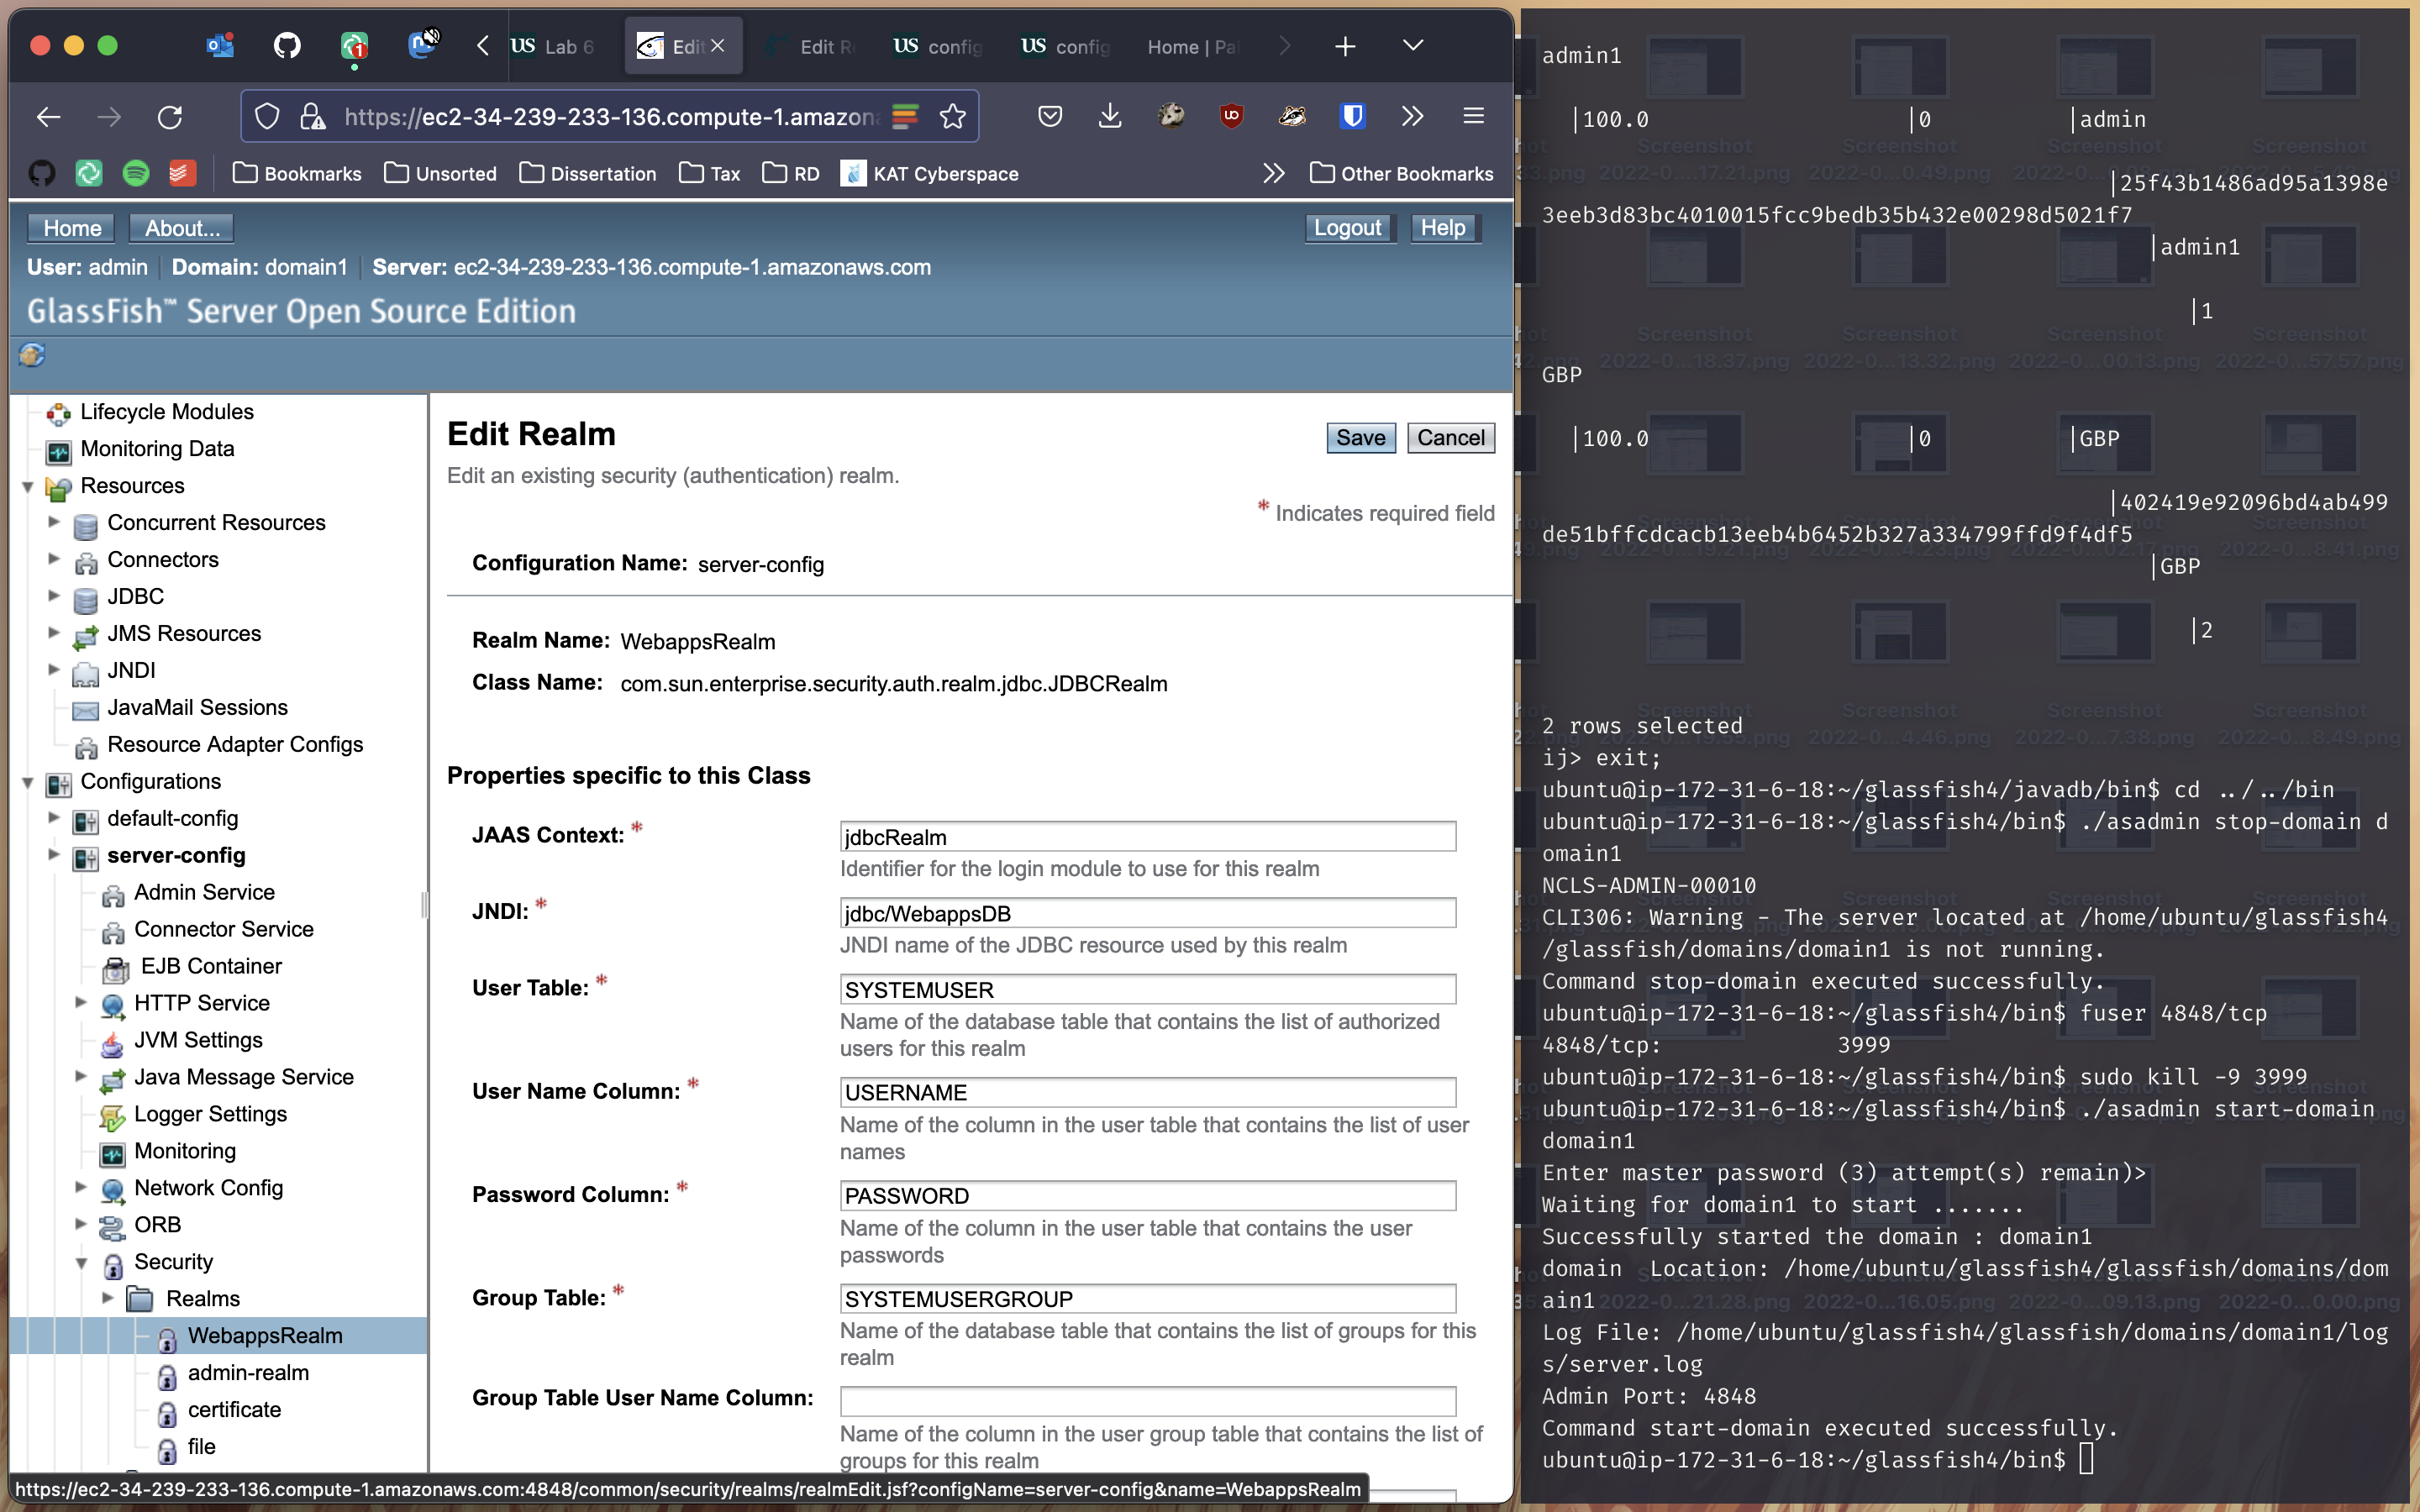 US Lab 6
Edit
Edit Re
US config
US config
Home | Pal
https://ec2-34-239-233-136.compute-1.amazon
Bookmarks
Unsorted
Dissertation
Tax
RD
KAT Cyberspace
Other Bookmarks
Home
About...
Logout
Help
User: admin
Domain: domain1
Server: ec2-34-239-233-136.compute-1.amazonaws.com
GlassFish™ Server Open Source Edition
Lifecycle Modules
Monitoring Data
Resources
Concurrent Resources
Connectors
JDBC
JMS Resources
JNDI
JavaMail Sessions
Resource Adapter Configs
Configurations
default-config
server-config
Admin Service
Connector Service
EJB Container
HTTP Service
JVM Settings
Java Message Service
Logger Settings
Monitoring
Network Config
ORB
Security
Realms
WebappsRealm
admin-realm
certificate
file
Edit Realm
Save
Cancel
Edit an existing security (authentication) realm.
* Indicates required field
Configuration Name: server-config
Realm Name: WebappsRealm
Class Name: com.sun.enterprise.security.auth.realm.jdbc.JDBCRealm
Properties specific to this Class
JAAS Context: * jdbcRealm
Identifier for the login module to use for this realm
JNDI: * jdbc/WebappsDB
JNDI name of the JDBC resource used by this realm
User Table: * SYSTEMUSER
Name of the database table that contains the list of authorized
users for this realm
User Name Column: * USERNAME
Name of the column in the user table that contains the list of user
names
Password Column: * PASSWORD
Name of the column in the user table that contains the user
passwords
Group Table: * SYSTEMUSERGROUP
Name of the database table that contains the list of groups for this
realm
Group Table User Name Column:
Name of the column in the user group table that contains the list of
groups for this realm
https://ec2-34-239-233-136.compute-1.amazonaws.com:4848/common/security/realms/realmEdit.jsf?configName=server-config&name=WebappsRealm
admin1
|100.0 |0 |admin
|25f43b1486ad95a1398e
3eeb3d83bc4010015fcc9bedb35b432e00298d5021f7
|admin1
|1
GBP
|100.0 |0 |GBP
|402419e92096bd4ab499
de51bffcdcacb13eeb4b6452b327a334799ffd9f4df5
|GBP
|2
2 rows selected
ij> exit;
ubuntu@ip-172-31-6-18:~/glassfish4/javadb/bin$ cd ../../bin
ubuntu@ip-172-31-6-18:~/glassfish4/bin$ ./asadmin stop-domain d
omain1
NCLS-ADMIN-00010
CLI306: Warning - The server located at /home/ubuntu/glassfish4
/glassfish/domains/domain1 is not running.
Command stop-domain executed successfully.
ubuntu@ip-172-31-6-18:~/glassfish4/bin$ fuser 4848/tcp
4848/tcp: 3999
ubuntu@ip-172-31-6-18:~/glassfish4/bin$ sudo kill -9 3999
ubuntu@ip-172-31-6-18:~/glassfish4/bin$ ./asadmin start-domain
domain1
Enter master password (3) attempt(s) remain)>
Waiting for domain1 to start .......
Successfully started the domain : domain1
domain  Location: /home/ubuntu/glassfish4/glassfish/domains/dom
ain1
Log File: /home/ubuntu/glassfish4/glassfish/domains/domain1/log
s/server.log
Admin Port: 4848
Command start-domain executed successfully.
ubuntu@ip-172-31-6-18:~/glassfish4/bin$